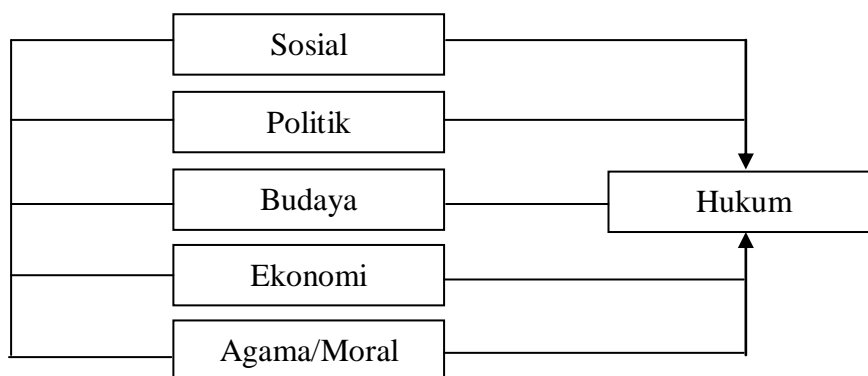 Sosial
Politik
Budaya
Hukum
Ekonomi
Agama/Moral